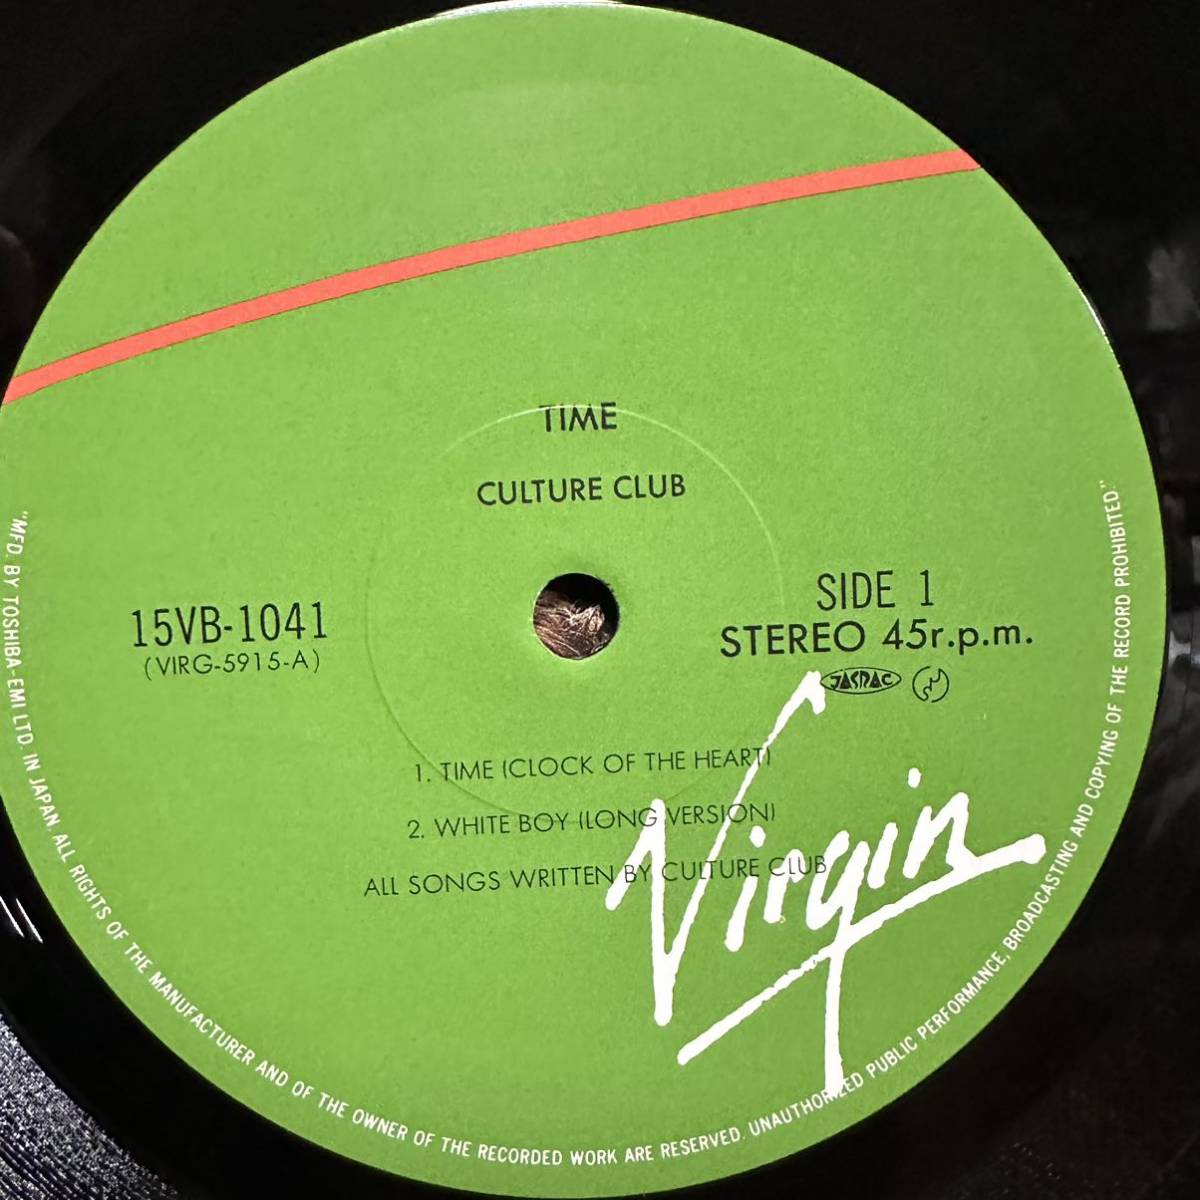 TIME
CULTURE CLUB
15VB-1041
(VIRG-5915-A)
SIDE 1
STEREO 45r.p.m.
JASRAC
1. TIME (CLOCK OF THE HEART)
2. WHITE BOY (LONG VERSION)
ALL SONGS WRITTEN BY CULTURE CLUB
Virgin
"MFD. BY TOSHIBA-EMI LTD. IN JAPAN. ALL RIGHTS OF THE MANUFACTURER AND OF THE OWNER OF THE RECORDED WORK ARE RESERVED. UNAUTHORIZED PUBLIC PERFORMANCE, BROADCASTING AND COPYING OF THE RECORD PROHIBITED."